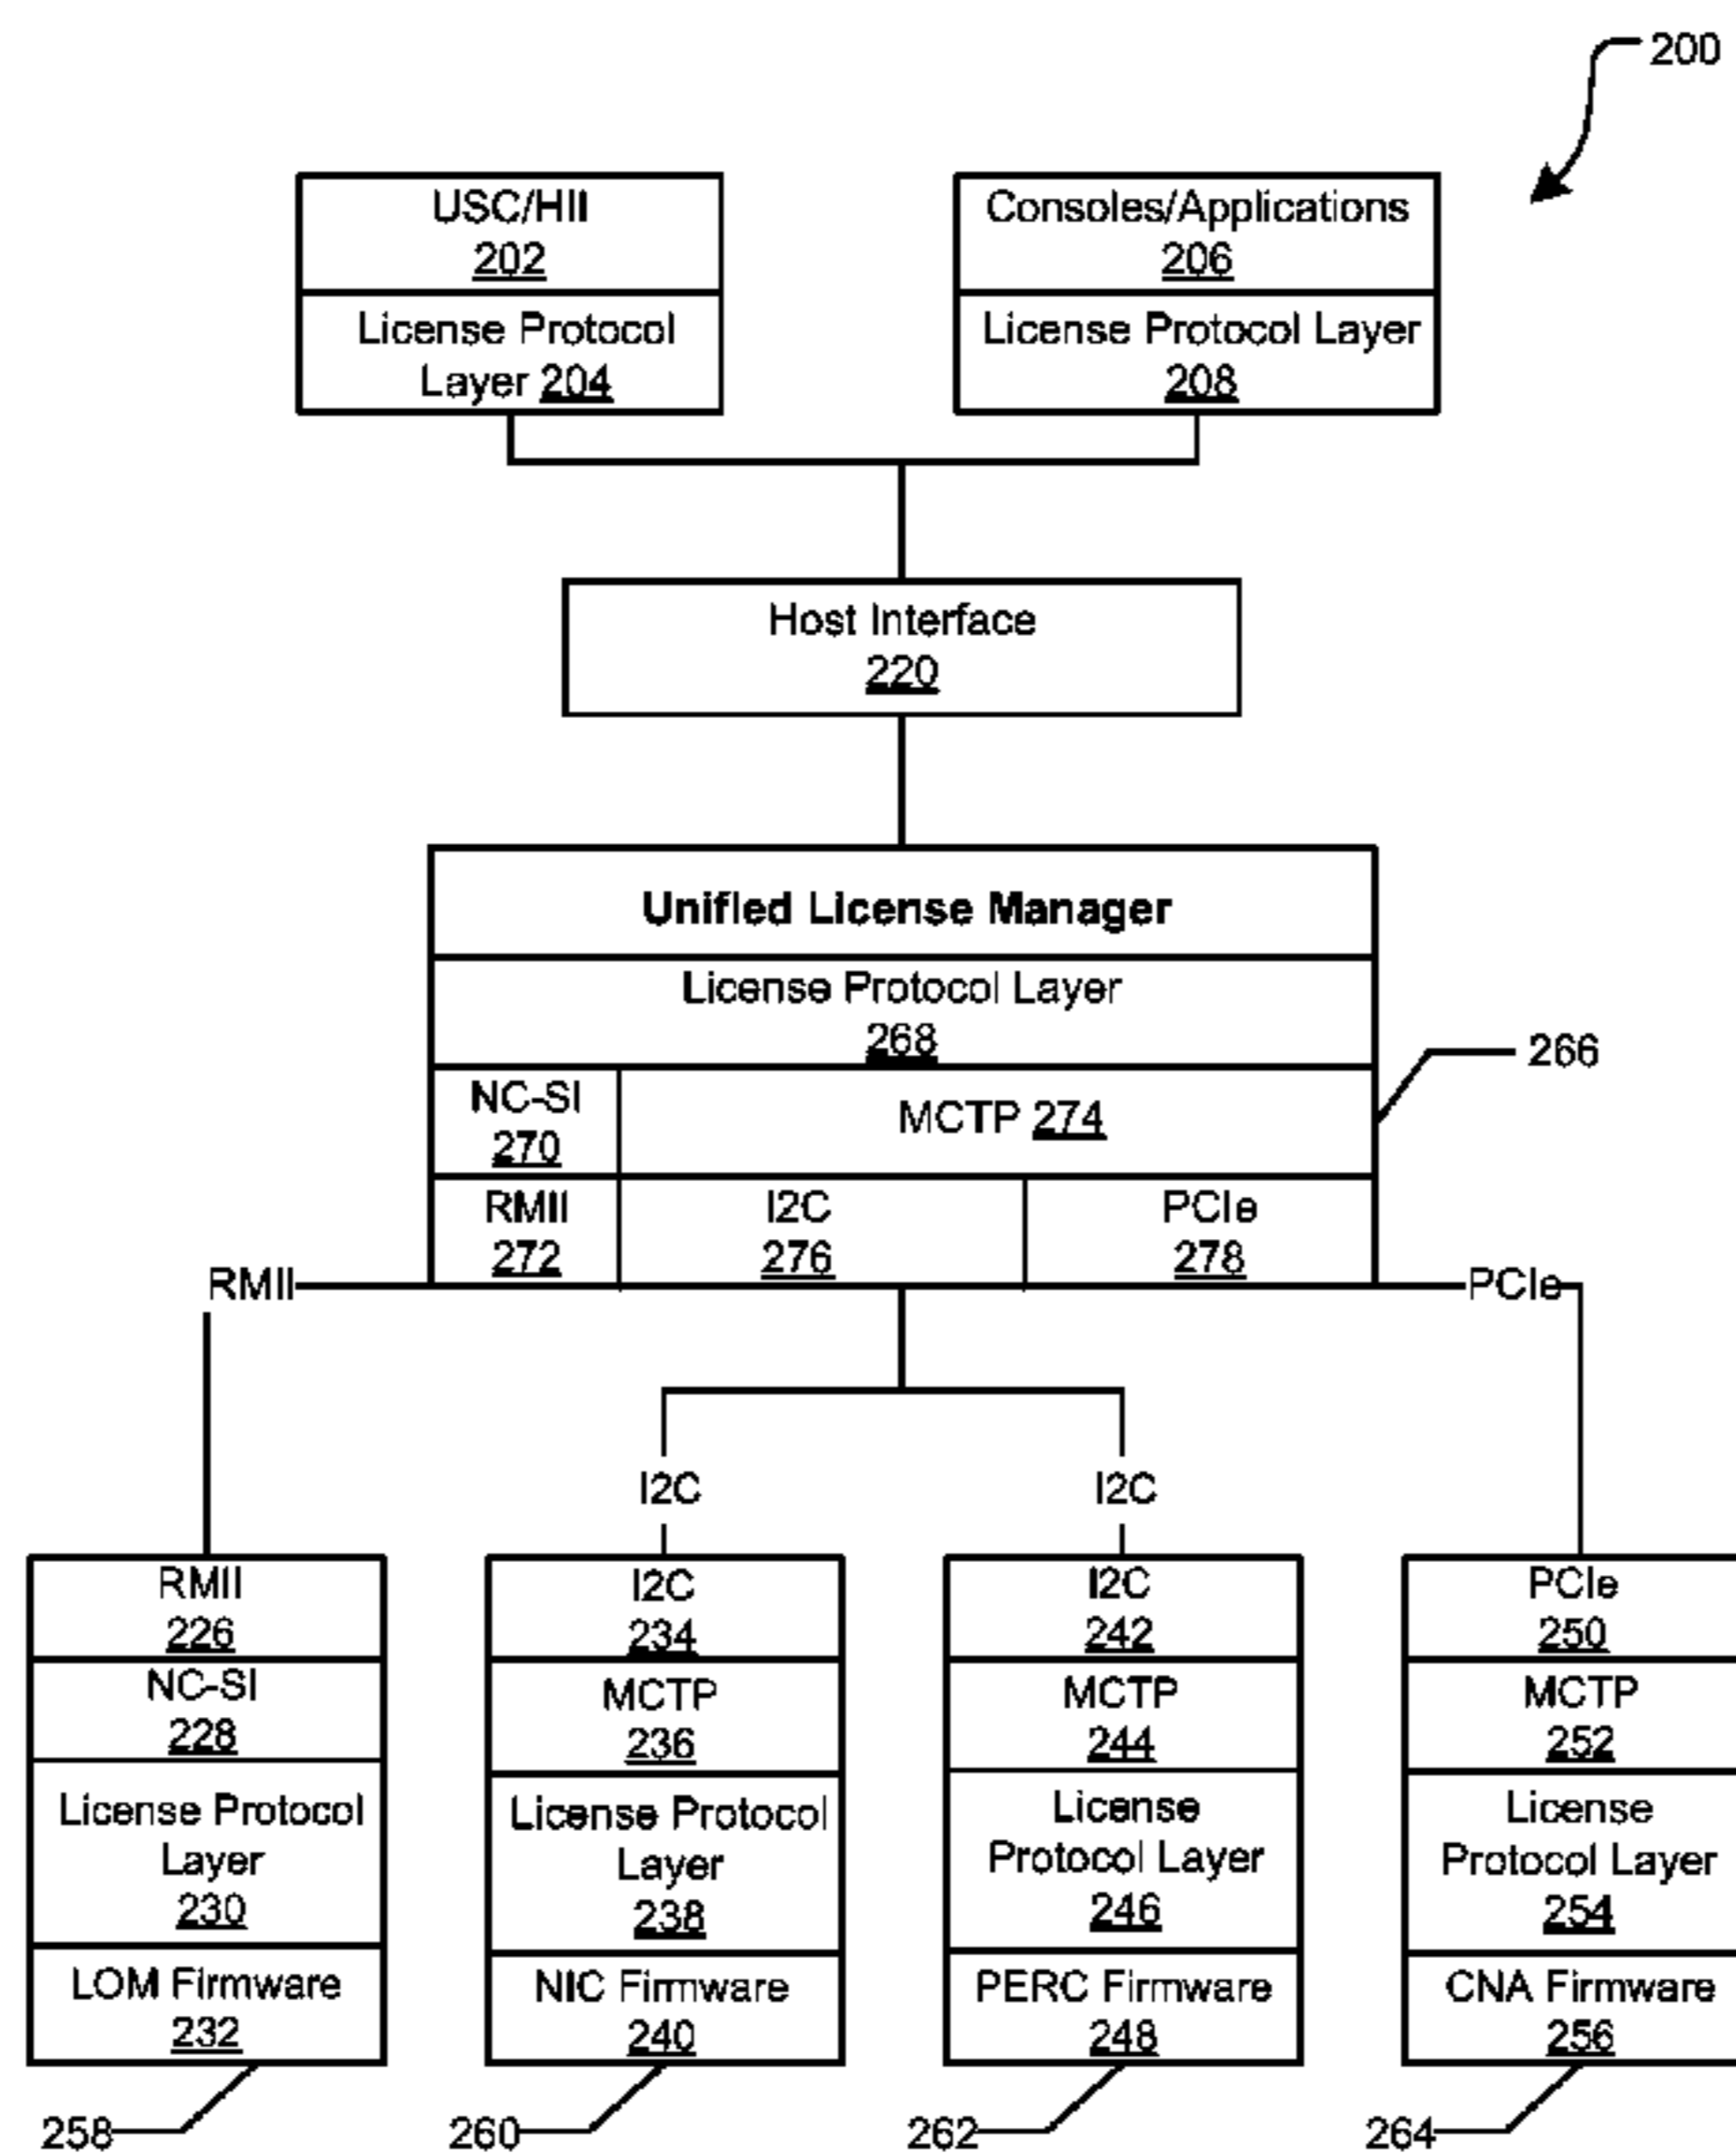 200
USC/HII
202
License Protocol
Layer 204
Consoles/Applications
206
License Protocol Layer
208
Host Interface
220
Unified License Manager
License Protocol Layer
268
266
NC-SI
270
MCTP 274
RMII
272
I2C
276
PCIe
278
RMII
PCIe
I2C
I2C
RMII
226
NC-SI
228
License Protocol
Layer
230
LOM Firmware
232
258
I2C
234
MCTP
236
License Protocol
Layer
238
NIC Firmware
240
260
I2C
242
MCTP
244
License
Protocol Layer
246
PERC Firmware
248
262
PCIe
250
MCTP
252
License
Protocol Layer
254
CNA Firmware
256
264